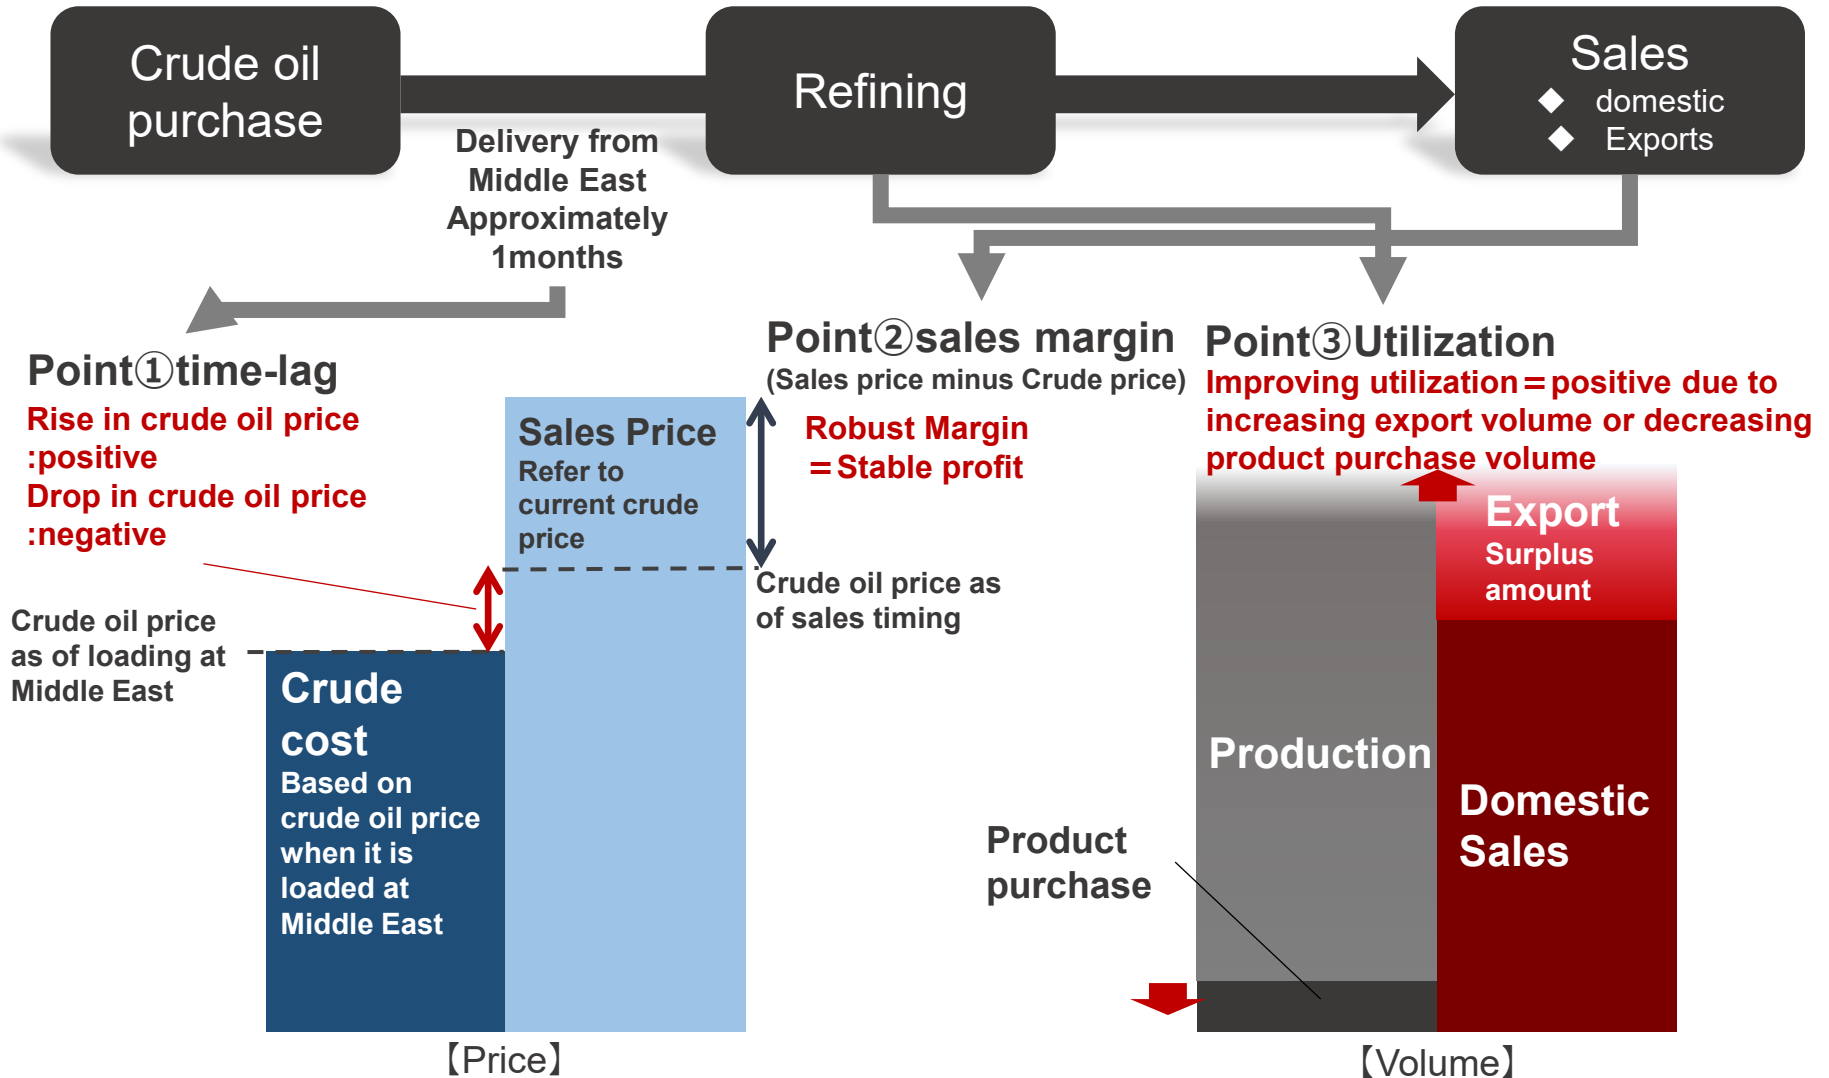 Crude oil
purchase
Refining
Sales
◆ domestic
◆ Exports
Delivery from
Middle East
Approximately
1months
Point①time-lag
Rise in crude oil price
:positive
Drop in crude oil price
:negative
Crude oil price
as of loading at
Middle East
Crude
cost
Based on
crude oil price
when it is
loaded at
Middle East
Sales Price
Refer to
current crude
price
【Price】
Point②sales margin
(Sales price minus Crude price)
Robust Margin
＝Stable profit
Crude oil price as
of sales timing
Point③Utilization
Improving utilization＝positive due to
increasing export volume or decreasing
product purchase volume
Export
Surplus
amount
Production
Domestic
Sales
Product
purchase
【Volume】